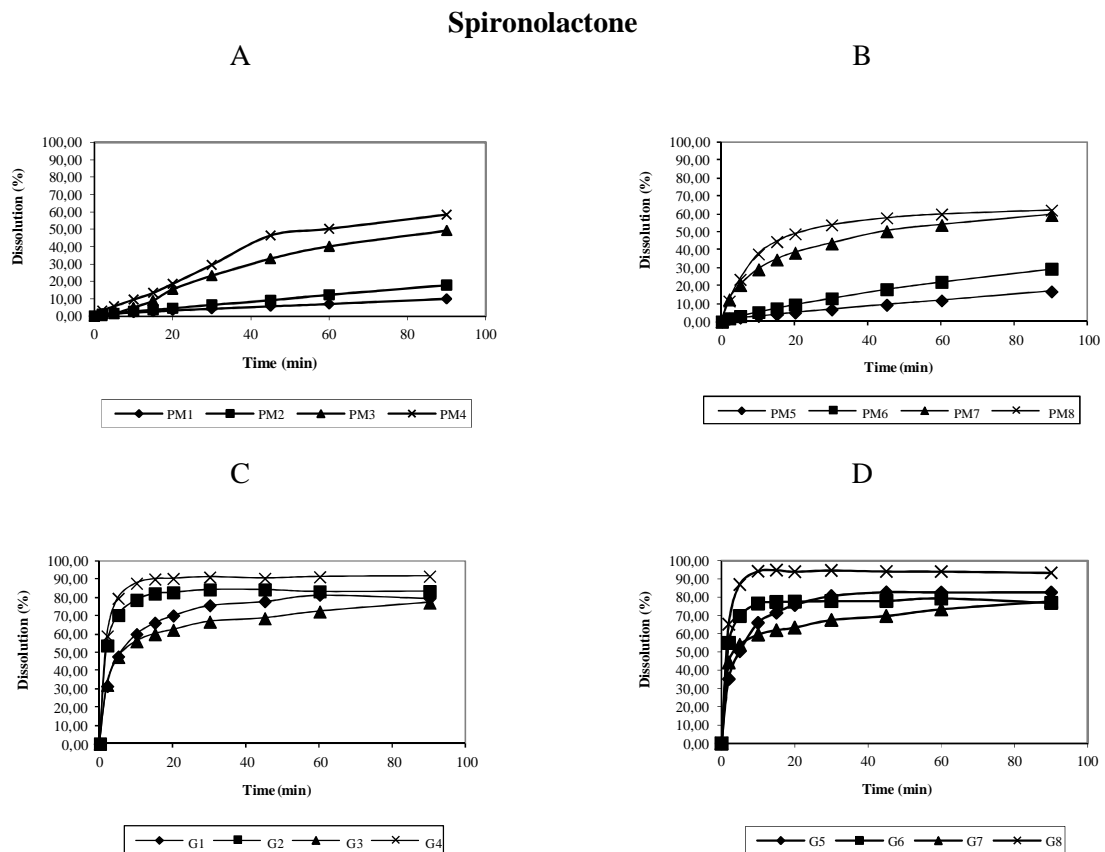 Spironolactone
A
B
100,00
90,00
80,00
70,00
60,00
50,00
40,00
30,00
20,00
10,00
0,00
Dissolution (%)
0 20 40 60 80 100
Time (min)
PM1 PM2 PM3 PM4
100,00
90,00
80,00
70,00
60,00
50,00
40,00
30,00
20,00
10,00
0,00
Dissolution (%)
0 20 40 60 80 100
Time (min)
PM5 PM6 PM7 PM8
C
D
100,00
90,00
80,00
70,00
60,00
50,00
40,00
30,00
20,00
10,00
0,00
Dissolution (%)
0 20 40 60 80 100
Time (min)
G1 G2 G3 G4
100,00
90,00
80,00
70,00
60,00
50,00
40,00
30,00
20,00
10,00
0,00
Dissolution (%)
0 20 40 60 80 100
Time (min)
G5 G6 G7 G8